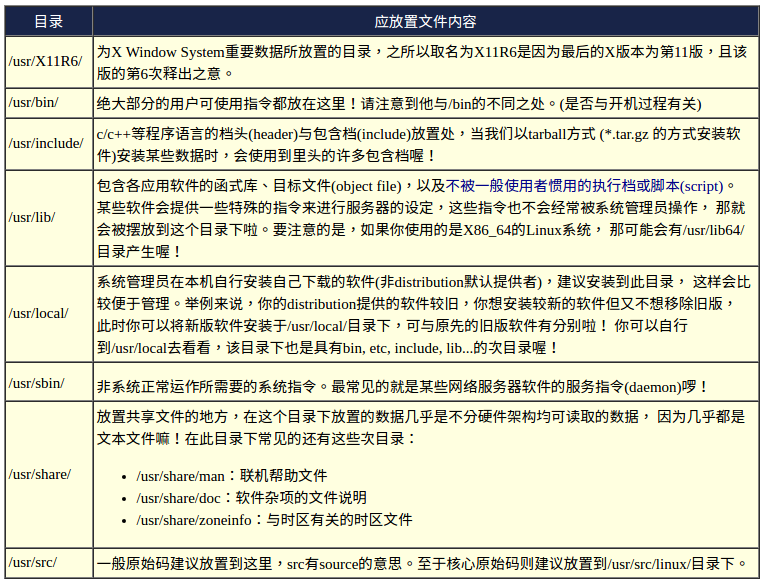 目录 应放置文件内容
/usr/X11R6/ 为X Window System重要数据所放置的目录，之所以取名为X11R6是因为最后的X版本为第11版，且该
版的第6次释出之意。
/usr/bin/ 绝大部分的用户可使用指令都放在这里！请注意到他与/bin的不同之处。(是否与开机过程有关)
/usr/include/ c/c++等程序语言的档头(header)与包含档(include)放置处，当我们以tarball方式 (*.tar.gz 的方式安装软
件)安装某些数据时，会使用到里头的许多包含档喔！
/usr/lib/ 包含各应用软件的函式库、目标文件(object file)，以及不被一般使用者惯用的执行档或脚本(script)。
某些软件会提供一些特殊的指令来进行服务器的设定，这些指令也不会经常被系统管理员操作， 那就
会被摆放到这个目录下啦。要注意的是，如果你使用的是X86_64的Linux系统， 那可能会有/usr/lib64/
目录产生喔！
/usr/local/ 系统管理员在本机自行安装自己下载的软件(非distribution默认提供者)，建议安装到此目录， 这样会比
较便于管理。举例来说，你的distribution提供的软件较旧，你想安装较新的软件但又不想移除旧版，
此时你可以将新版软件安装于/usr/local/目录下，可与原先的旧版软件有分别啦！ 你可以自行
到/usr/local去看看，该目录下也是具有bin, etc, include, lib...的次目录喔！
/usr/sbin/ 非系统正常运作所需要的系统指令。最常见的就是某些网络服务器软件的服务指令(daemon)啰！
/usr/share/ 放置共享文件的地方，在这个目录下放置的数据几乎是不分硬件架构均可读取的数据， 因为几乎都是
文本文件嘛！在此目录下常见的还有这些次目录：
• /usr/share/man：联机帮助文件
• /usr/share/doc：软件杂项的文件说明
• /usr/share/zoneinfo：与时区有关的时区文件
/usr/src/ 一般原始码建议放置到这里，src有source的意思。至于核心原始码则建议放置到/usr/src/linux/目录下。